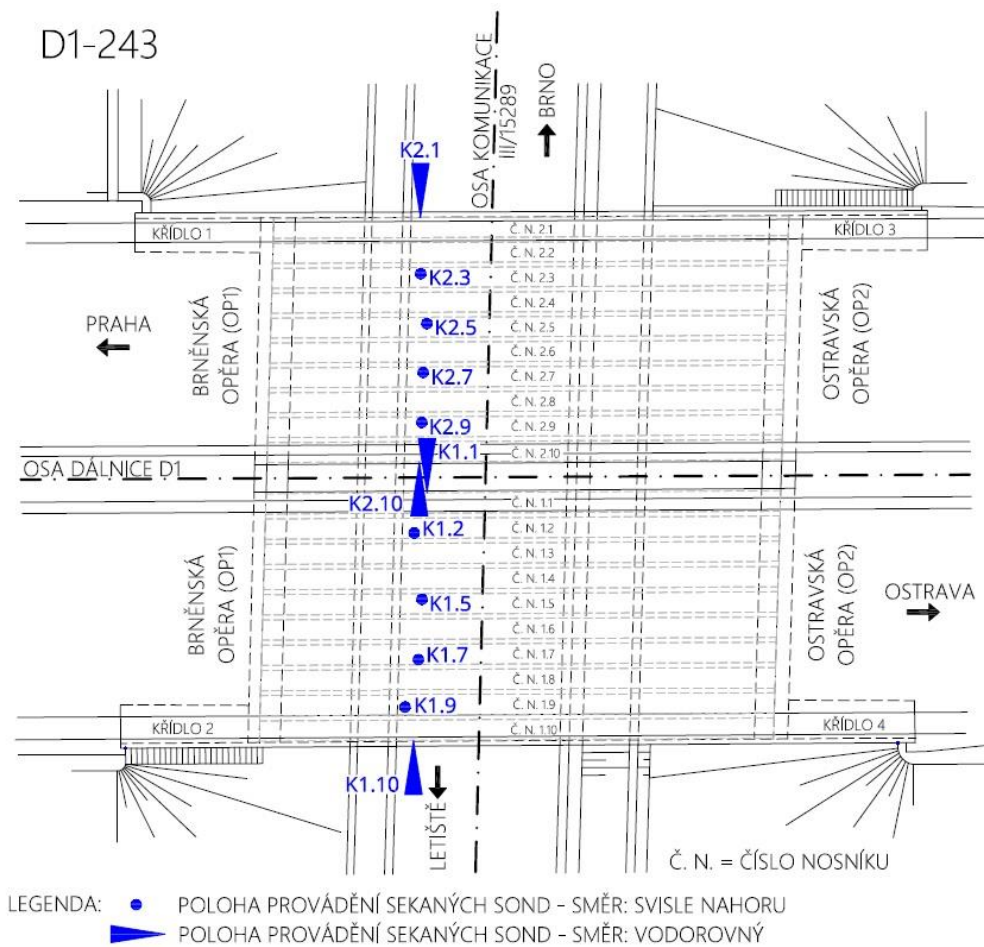 D1-243
OSA KOMUNIKACE
III/15289
BRNO
K2.1
KŘÍDLO 1
KŘÍDLO 3
Č. N. 2.1
Č. N. 2.2
K2.3
Č. N. 2.3
Č. N. 2.4
PRAHA
BRNĚNSKÁ
OPĚRA (OP1)
K2.5
Č. N. 2.5
OSTRAVSKÁ
OPĚRA (OP2)
Č. N. 2.6
K2.7
Č. N. 2.7
Č. N. 2.8
K2.9
Č. N. 2.9
K1.1
Č. N. 2.10
OSA DÁLNICE D1
K2.10
Č. N. 1.1
K1.2
Č. N. 1.2
Č. N. 1.3
Č. N. 1.4
BRNĚNSKÁ
OPĚRA (OP1)
K1.5
Č. N. 1.5
OSTRAVSKÁ
OPĚRA (OP2)
OSTRAVA
Č. N. 1.6
K1.7
Č. N. 1.7
Č. N. 1.8
K1.9
Č. N. 1.9
KŘÍDLO 2
Č. N. 1.10
KŘÍDLO 4
K1.10
LETIŠTĚ
Č. N. = ČÍSLO NOSNÍKU
LEGENDA: POLOHA PROVÁDĚNÍ SEKANÝCH SOND - SMĚR: SVISLE NAHORU
POLOHA PROVÁDĚNÍ SEKANÝCH SOND - SMĚR: VODOROVNÝ